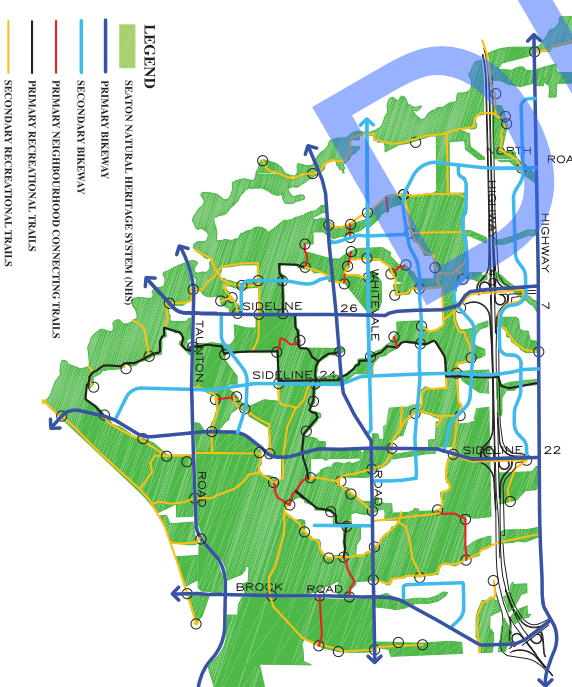 LEGEND
SEATON NATURAL HERITAGE SYSTEM (NHS)
PRIMARY BIKEWAY
SECONDARY BIKEWAY
PRIMARY NEIGHBOURHOOD CONNECTING TRAILS
PRIMARY RECREATIONAL TRAILS
SECONDARY RECREATIONAL TRAILS
NORTH
ROA
HIGHWAY
HIGHWAY
7
WHITEVALE
SIDELINE 26
TAUNTON
SIDELINE 24
SIDELINE 22
ROAD
ROAD
BROCK ROAD